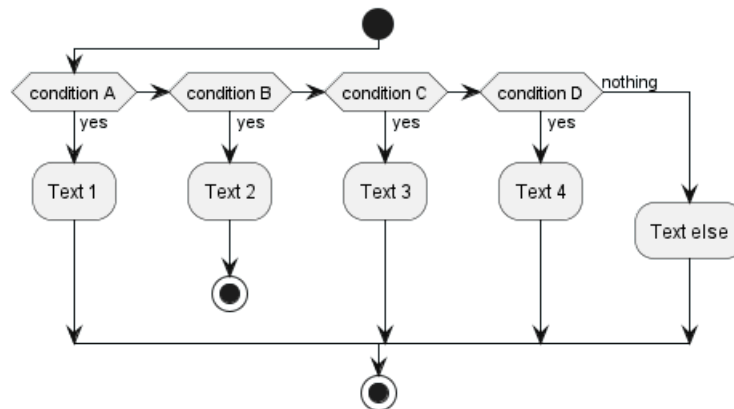 condition A
condition B
condition C
condition D
nothing
yes
yes
yes
yes
Text 1
Text 2
Text 3
Text 4
Text else